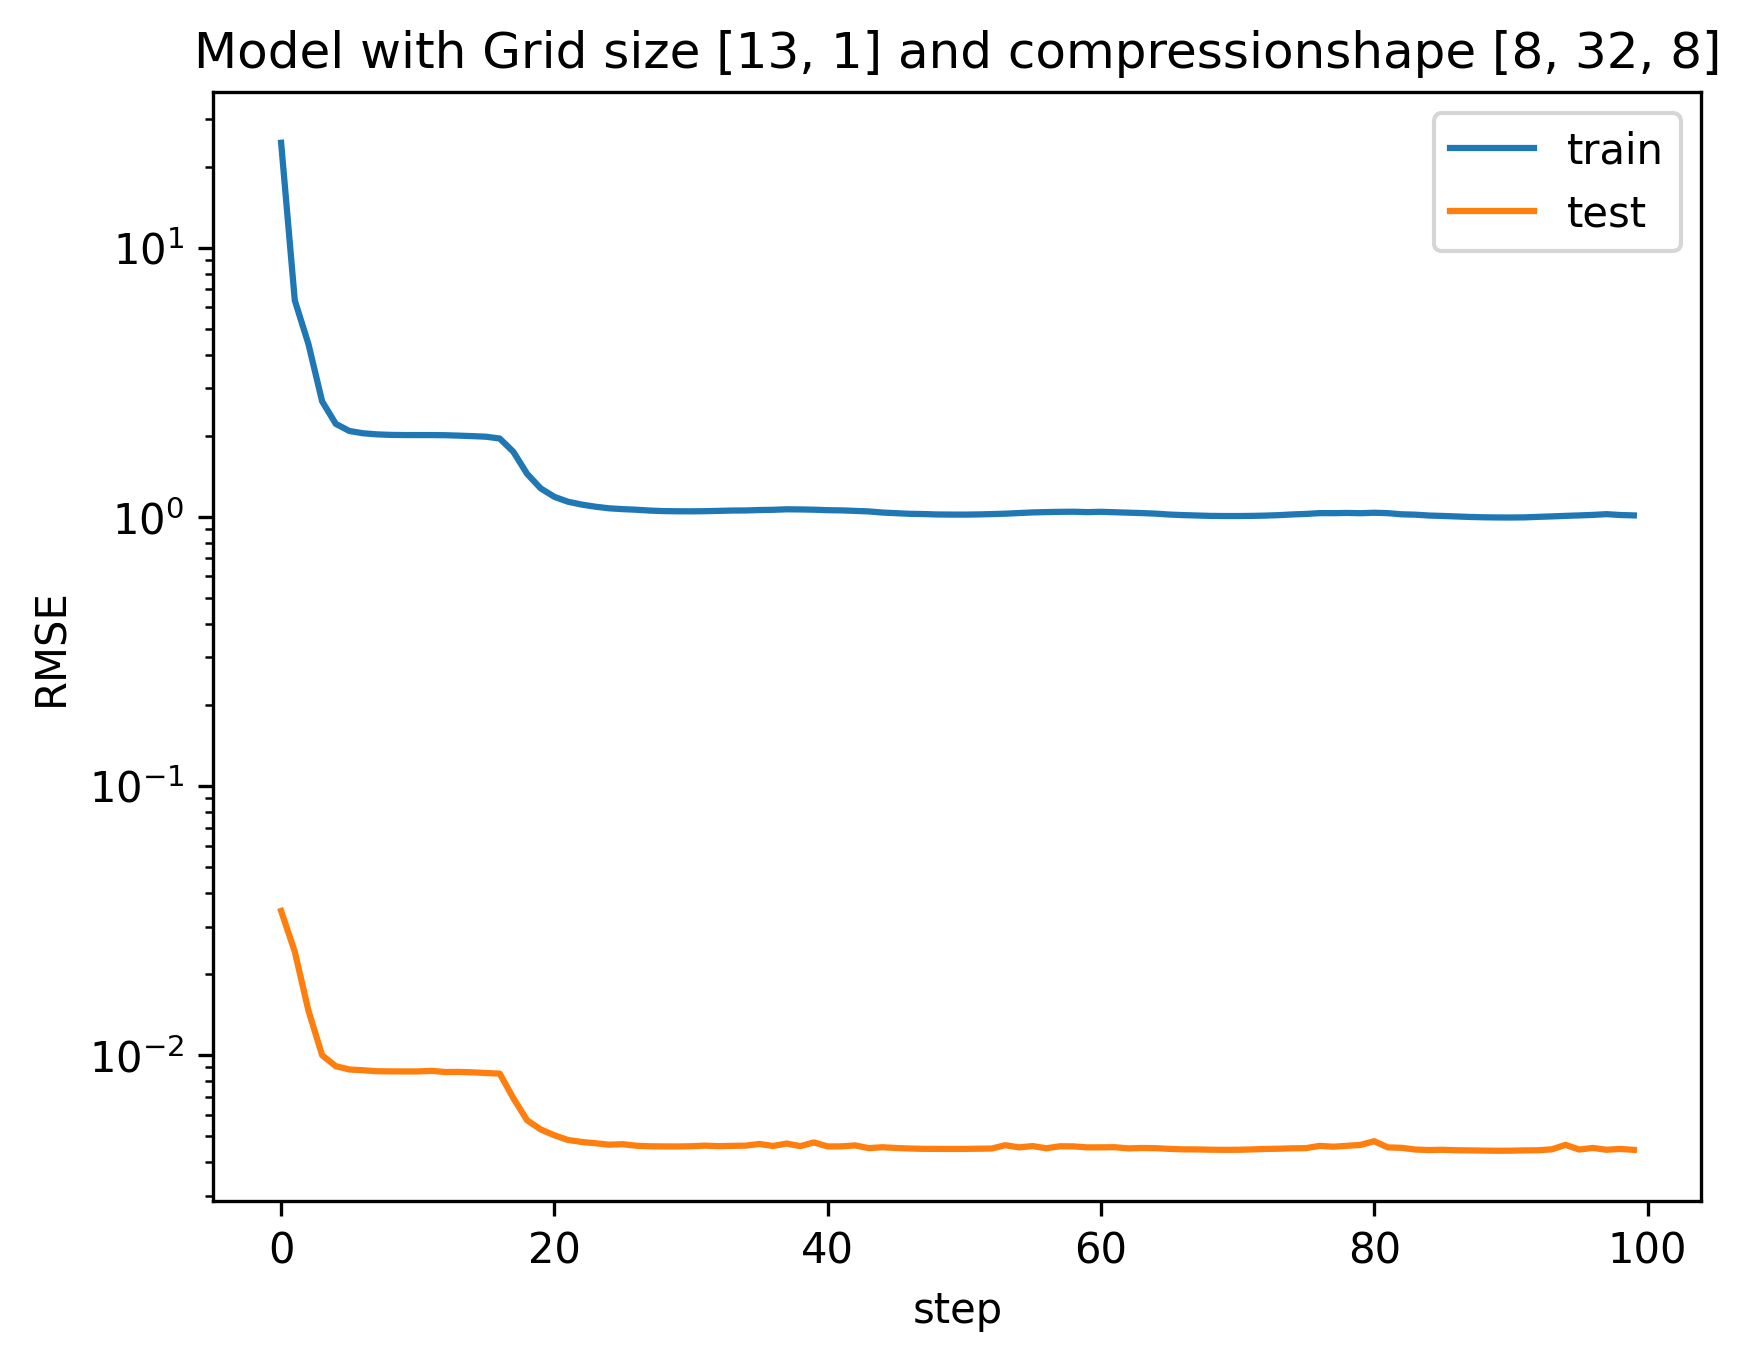 Model with Grid size [13, 1] and compressionshape [8, 32, 8]
train
test
10¹
10⁰
10⁻¹
10⁻²
RMSE
0 20 40 60 80 100
step